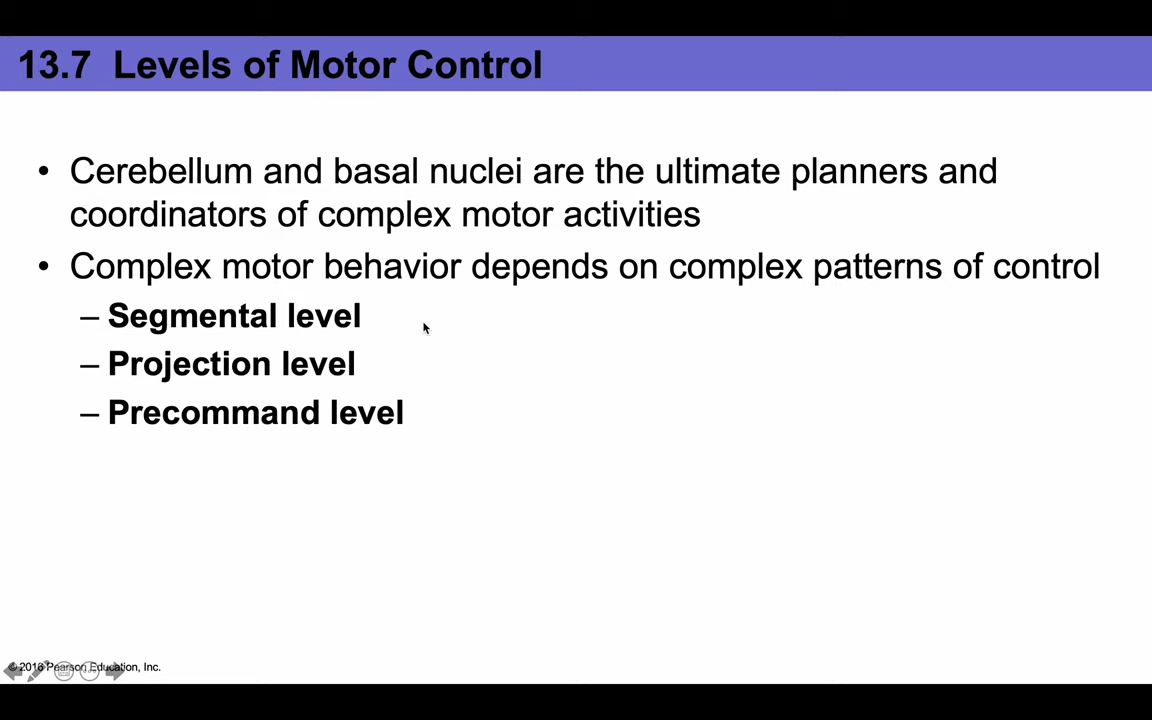 13.7 Levels of Motor Control
• Cerebellum and basal nuclei are the ultimate planners and
coordinators of complex motor activities
• Complex motor behavior depends on complex patterns of control
– Segmental level
– Projection level
– Precommand level
© 2016 Pearson Education, Inc.